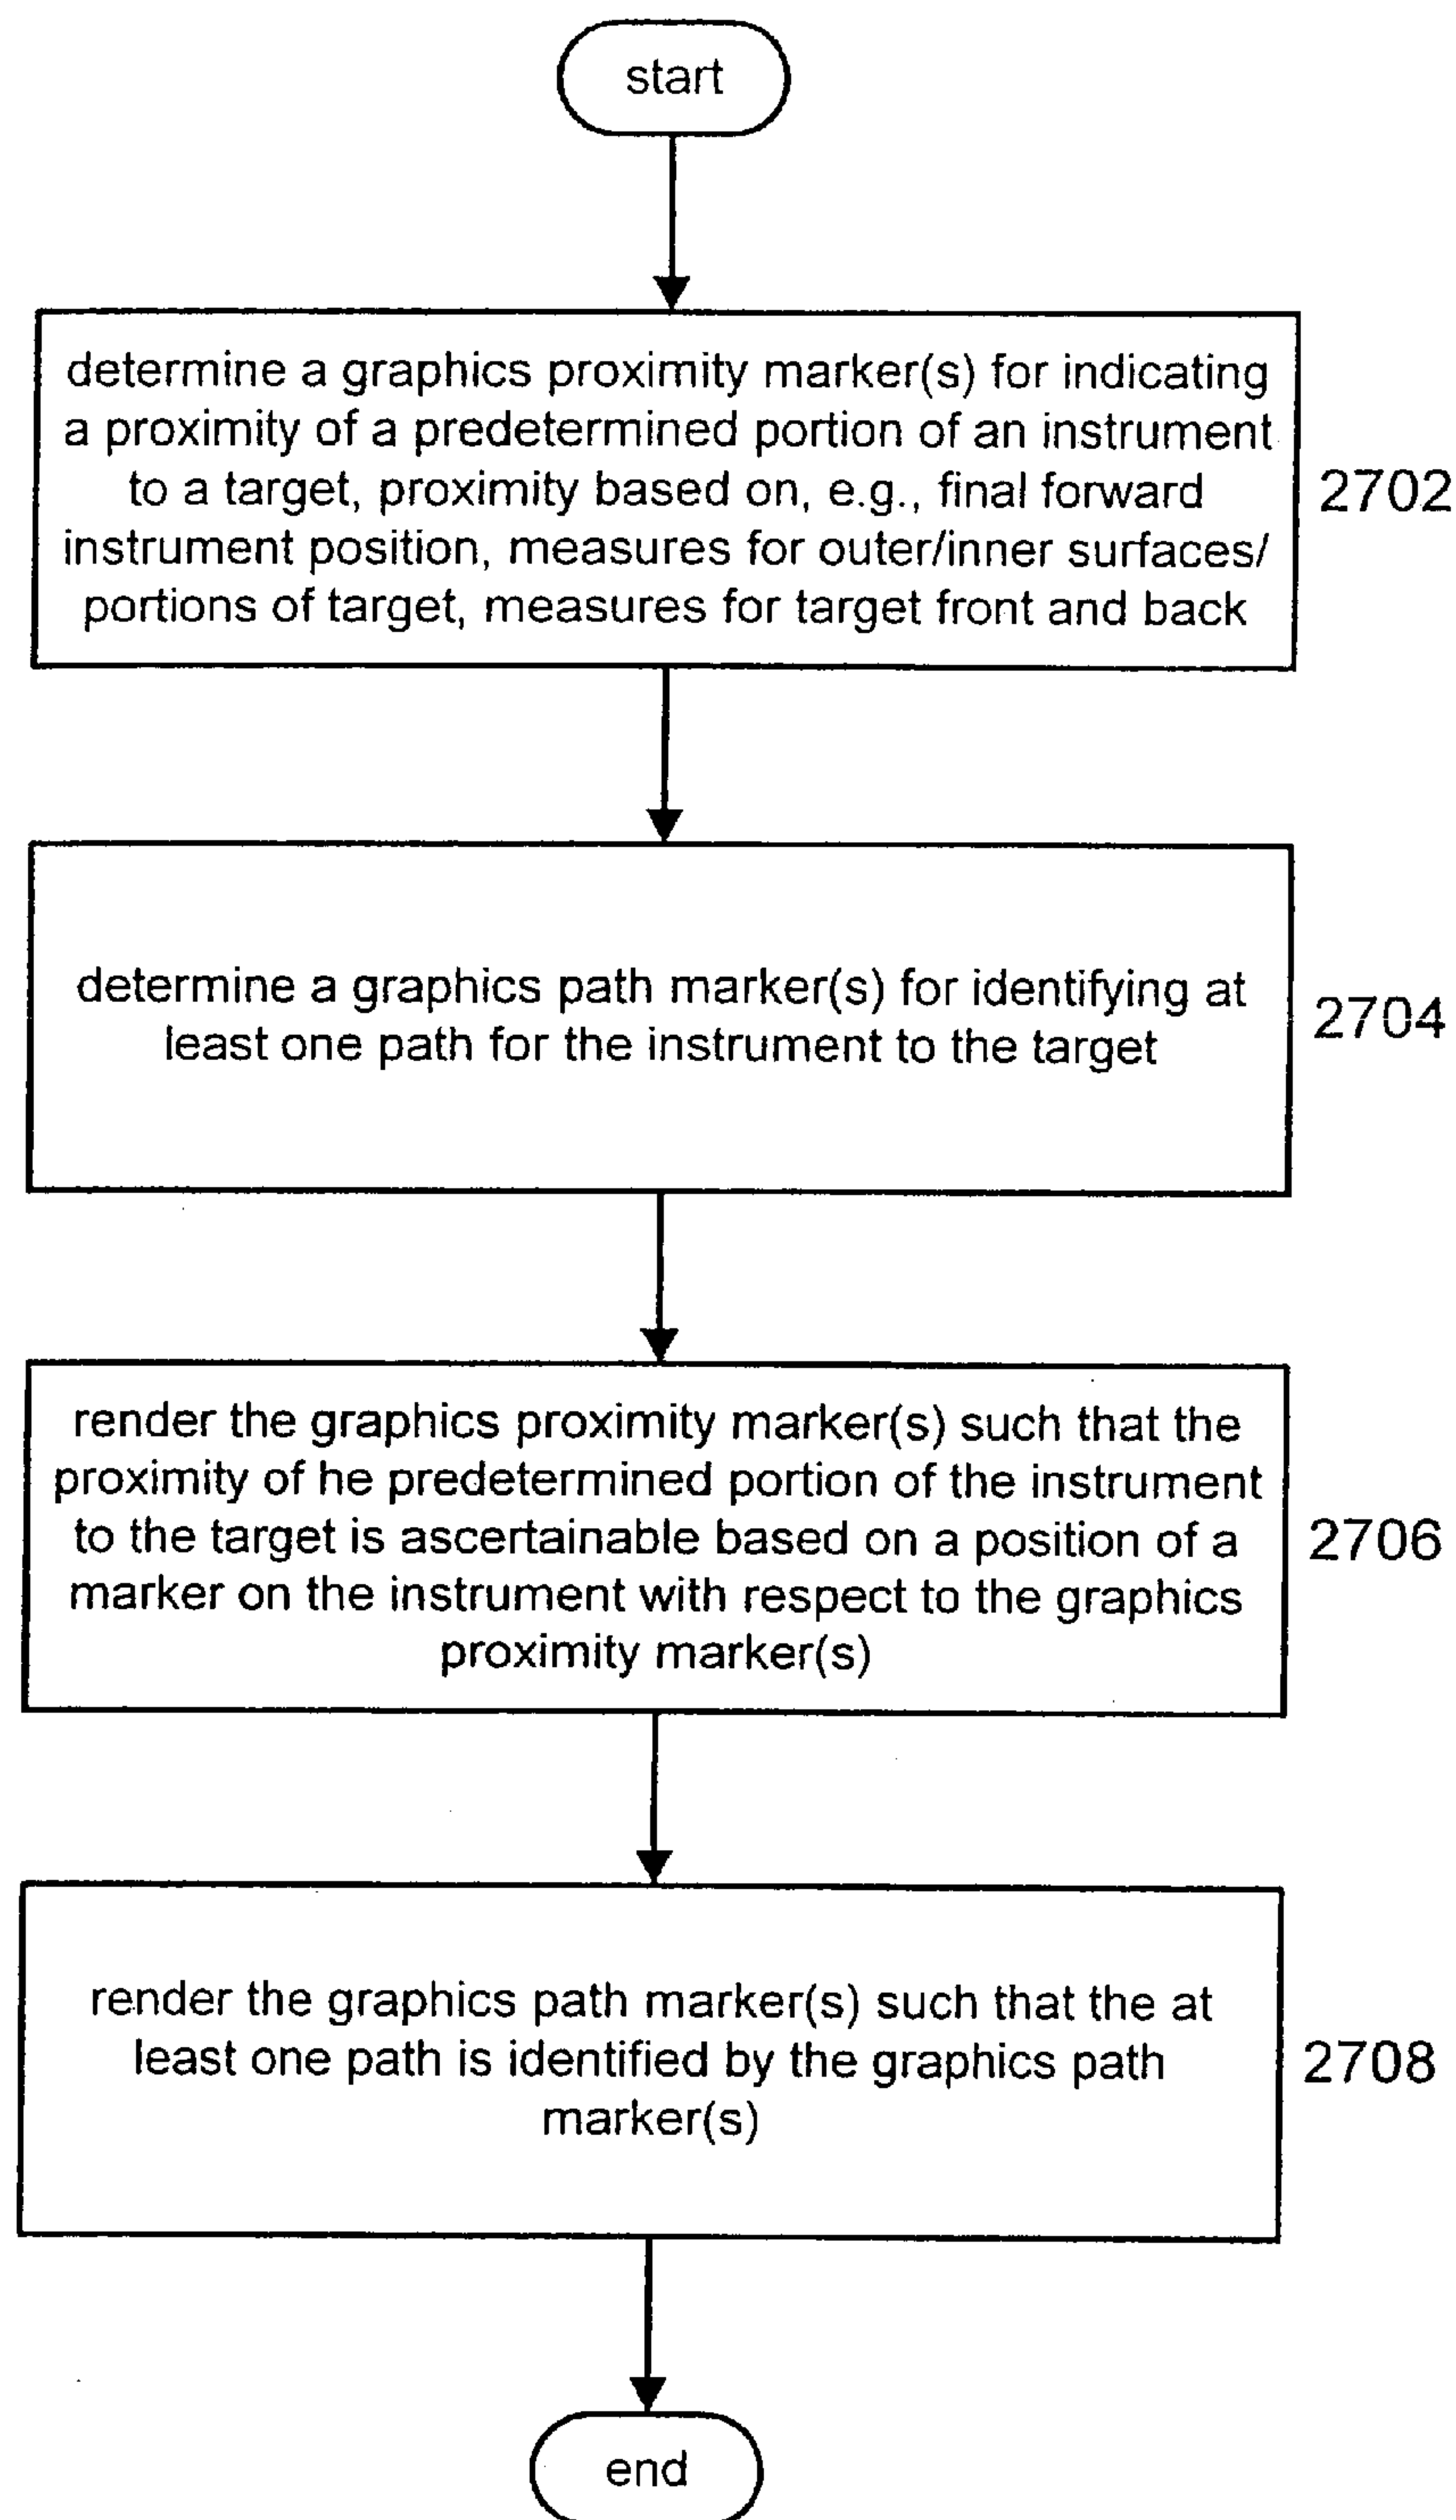 start
determine a graphics proximity marker(s) for indicating
a proximity of a predetermined portion of an instrument
to a target, proximity based on, e.g., final forward
instrument position, measures for outer/inner surfaces/
portions of target, measures for target front and back
2702
determine a graphics path marker(s) for identifying at
least one path for the instrument to the target
2704
render the graphics proximity marker(s) such that the
proximity of he predetermined portion of the instrument
to the target is ascertainable based on a position of a
marker on the instrument with respect to the graphics
proximity marker(s)
2706
render the graphics path marker(s) such that the at
least one path is identified by the graphics path
marker(s)
2708
end